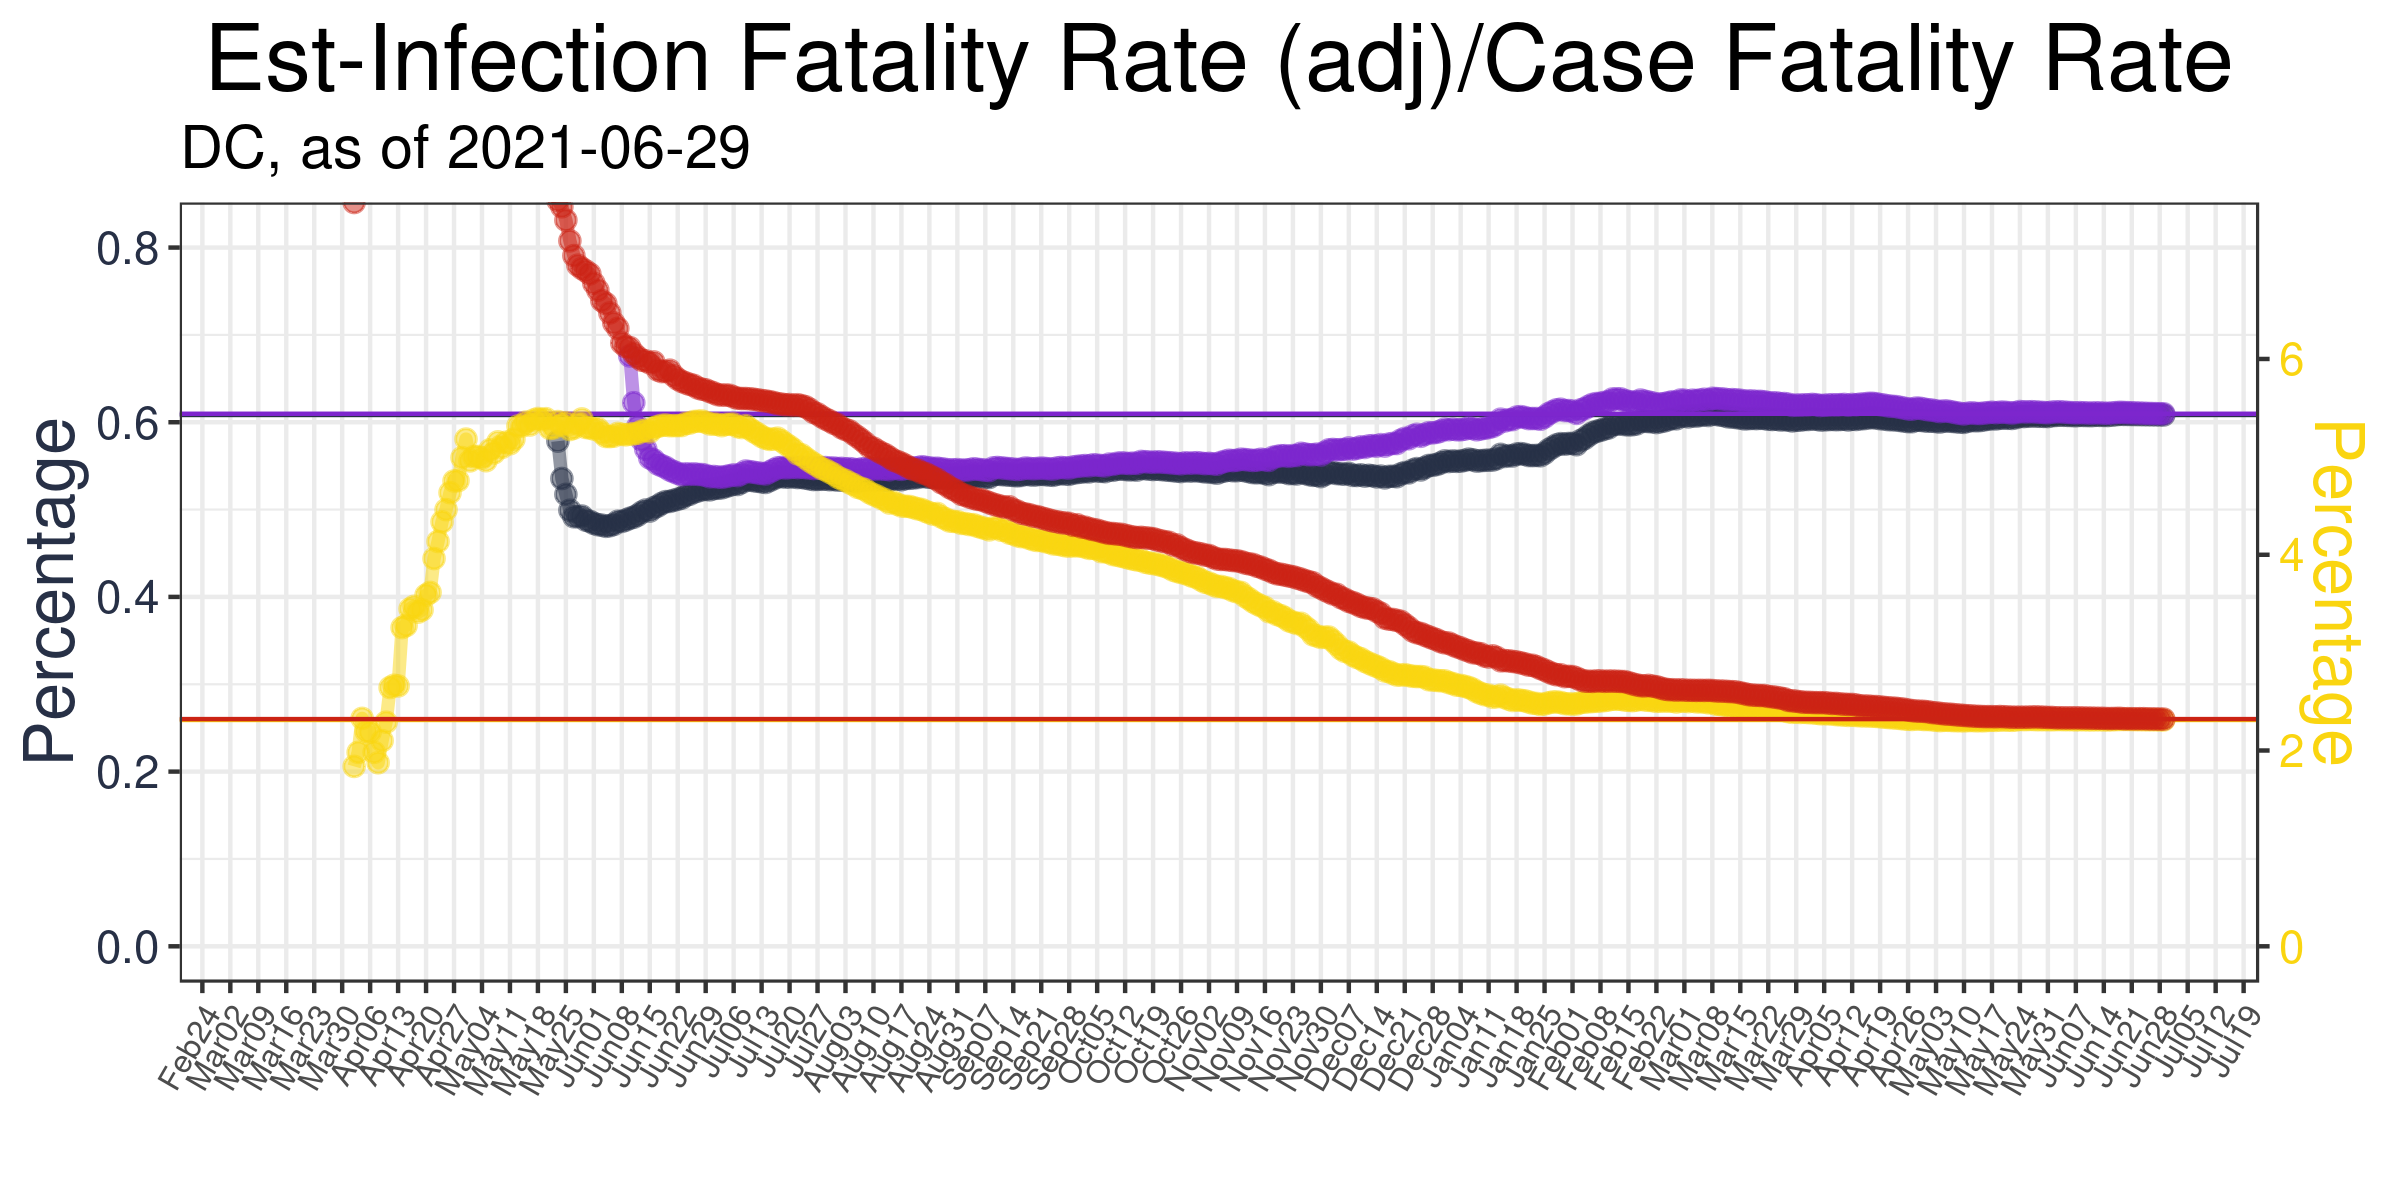 Est-Infection Fatality Rate (adj)/Case Fatality Rate
DC, as of 2021-06-29
Percentage
0.8
0.6
0.4
0.2
0.0
6
4
2
0
Percentage
Feb24
Mar02
Mar09
Mar16
Mar23
Mar30
Apr06
Apr13
Apr20
Apr27
May04
May11
May18
May25
Jun01
Jun08
Jun15
Jun22
Jun29
Jul06
Jul13
Jul20
Jul27
Aug03
Aug10
Aug17
Aug24
Aug31
Sep07
Sep14
Sep21
Sep28
Oct05
Oct12
Oct19
Oct26
Nov02
Nov09
Nov16
Nov23
Nov30
Dec07
Dec14
Dec21
Dec28
Jan04
Jan11
Jan18
Jan25
Feb01
Feb08
Feb15
Feb22
Mar01
Mar08
Mar15
Mar22
Mar29
Apr05
Apr12
Apr19
Apr26
May03
May10
May17
May24
May31
Jun07
Jun14
Jun21
Jun28
Jul05
Jul12
Jul19